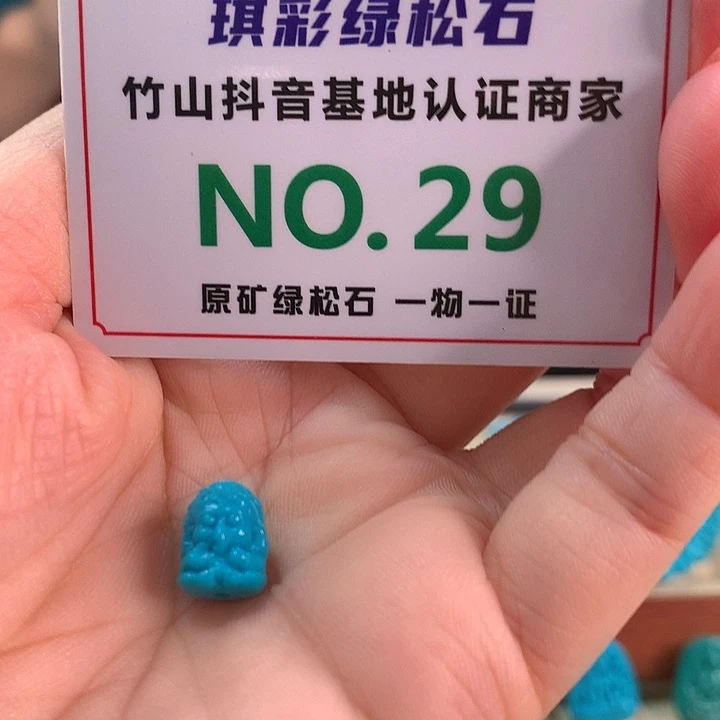 琪彩绿松石
竹山抖音基地认证商家
NO. 29
原矿绿松石 一物一证